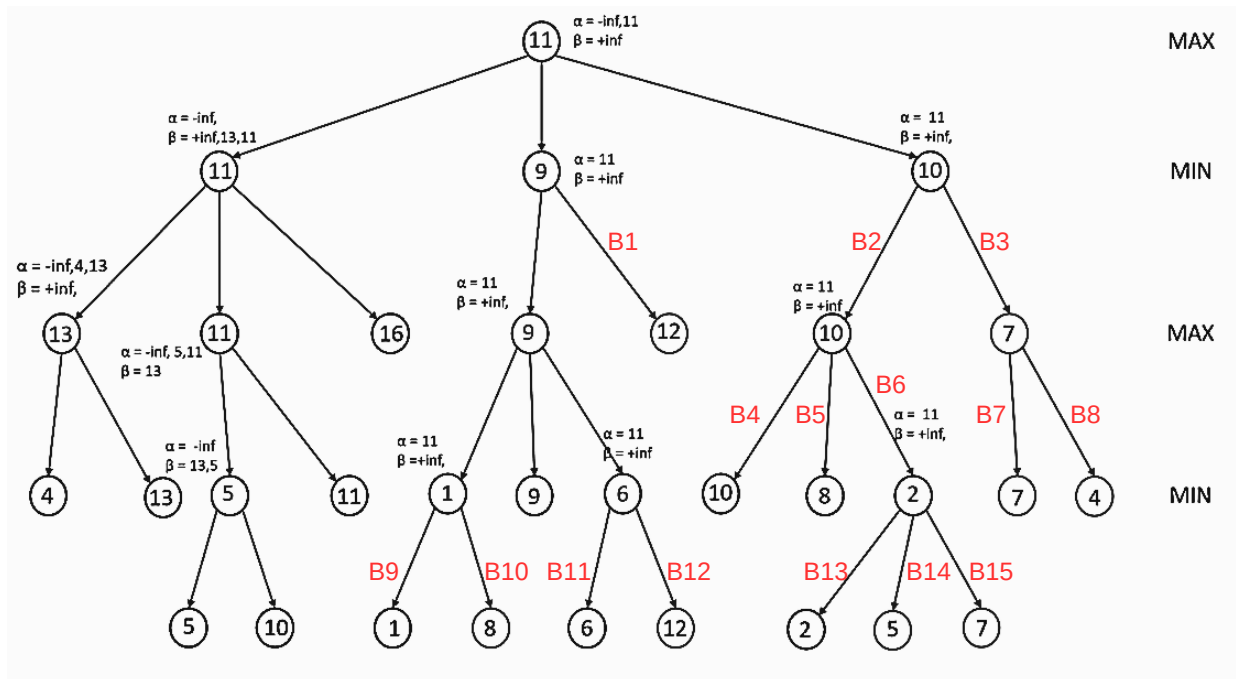 α = -inf,11
β = +inf
11
MAX
α = -inf,
β = +inf,13,11
α = 11
β = +inf,
11
9
α = 11
β = +inf
10
MIN
B1
B2
B3
α = -inf,4,13
β = +inf,
α = 11
β = +inf,
α = 11
β = +inf
13
11
16
9
12
10
7
MAX
α = -inf, 5,11
β = 13
B4
B5
B6
B7
B8
α = -inf
β = 13,5
α = 11
β =+inf,
α = 11
β = +inf
α = 11
β = +inf,
4
13
5
11
1
9
6
10
8
2
7
4
MIN
B9
B10
B11
B12
B13
B14
B15
5
10
1
8
6
12
2
5
7